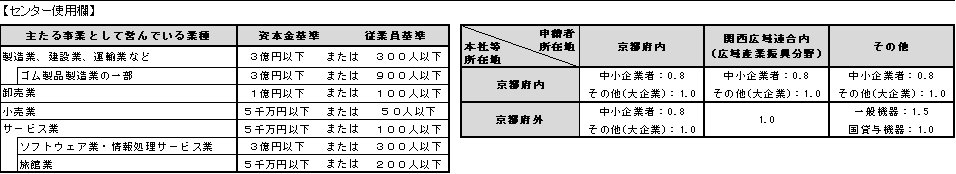 【センター使用欄】
主たる事業として営んでいる業種 資本金基準 従業員基準
製造業、建設業、運輸業など 3億円以下 または 300人以下
ゴム製品製造業の一部 3億円以下 または 900人以下
卸売業 1億円以下 または 100人以下
小売業 5千万円以下 または 50人以下
サービス業 5千万円以下 または 100人以下
ソフトウェア業・情報処理サービス業 3億円以下 または 300人以下
旅館業 5千万円以下 または 200人以下
申請者
所在地
本社等
所在地
京都府内
関西広域連合内
(広域産業振興分野)
その他
京都府内
中小企業者:0.8 中小企業者:0.8 中小企業者:0.8
その他(大企業):1.0 その他(大企業):1.0 その他(大企業):1.0
京都府外
中小企業者:0.8
その他(大企業):1.0
1.0
一般機器:1.5
国貸与機器:1.0